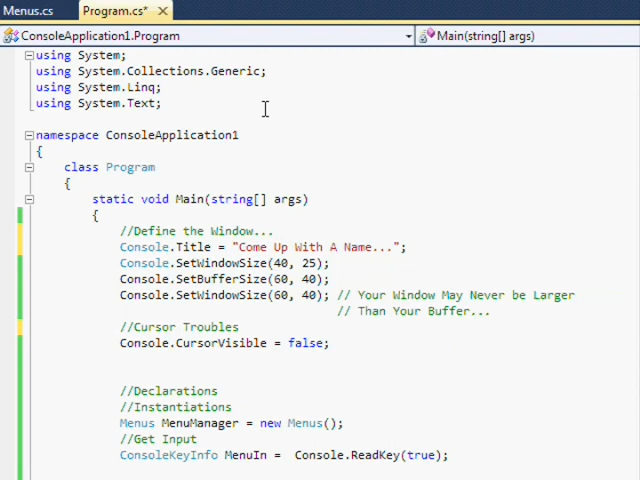 Menus.cs Program.cs*
ConsoleApplication1.Program Main(string[] args)
using System;
using System.Collections.Generic;
using System.Linq;
using System.Text;
namespace ConsoleApplication1
{
class Program
{
static void Main(string[] args)
{
//Define the Window...
Console.Title = "Come Up With A Name...";
Console.SetWindowSize(40, 25);
Console.SetBufferSize(60, 40);
Console.SetWindowSize(60, 40); // Your Window May Never be Larger
// Than Your Buffer...
//Cursor Troubles
Console.CursorVisible = false;
//Declarations
//Instantiations
Menus MenuManager = new Menus();
//Get Input
ConsoleKeyInfo MenuIn =  Console.ReadKey(true);